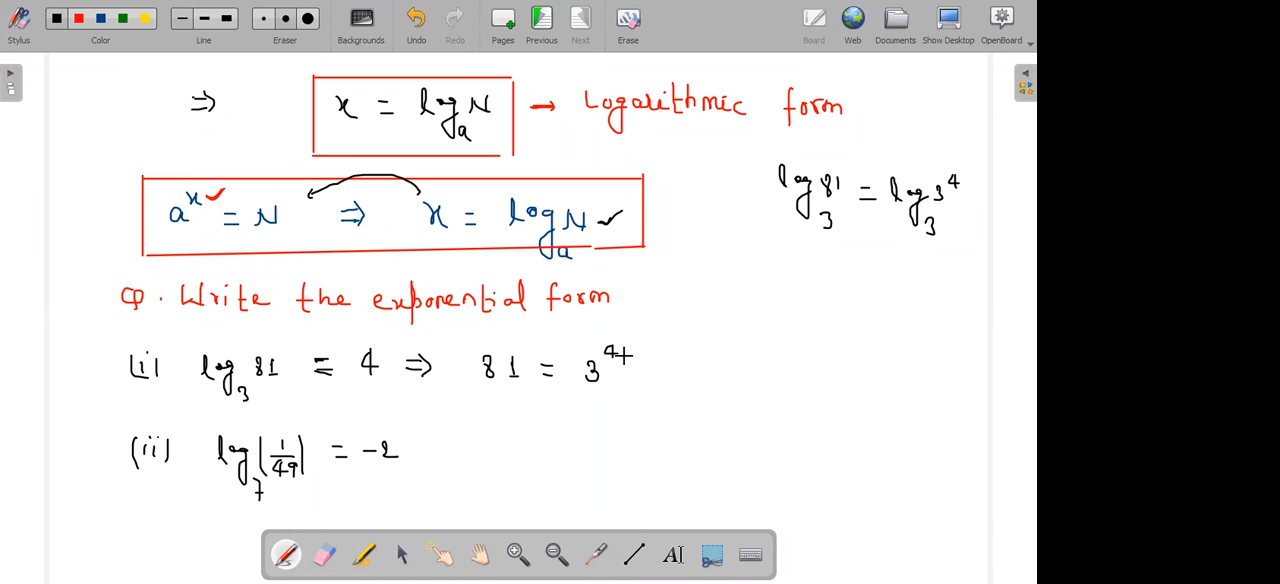 Stylus Color Line Eraser Backgrounds Undo Redo Pages Previous Next Erase Board Web Documents Show Desktop OpenBoard
⇒ x = log_a N → Logarithmic form
a^x ✓ = N ⇒ x = log_a N ✓
log_3 81 = log_3 3^4
Q. Write the exponential form
(i) log_3 81 = 4 ⇒ 81 = 3^4
(ii) log_7 (1/49) = -2
AI